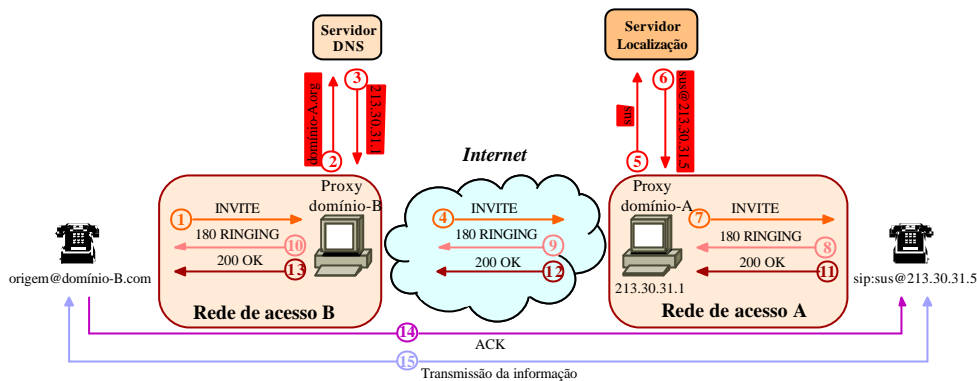 Servidor
DNS
Servidor
Localização
3
6
domínio-A.org
213.30.31.1
sus
sus@213.30.31.5
2
5
Internet
Proxy
domínio-B
Proxy
domínio-A
1
INVITE
4
INVITE
7
INVITE
180 RINGING
10
180 RINGING
9
180 RINGING
8
200 OK
13
200 OK
12
200 OK
11
origem@domínio-B.com
213.30.31.1
sip:sus@213.30.31.5
Rede de acesso B
Rede de acesso A
14
ACK
15
Transmissão da informação